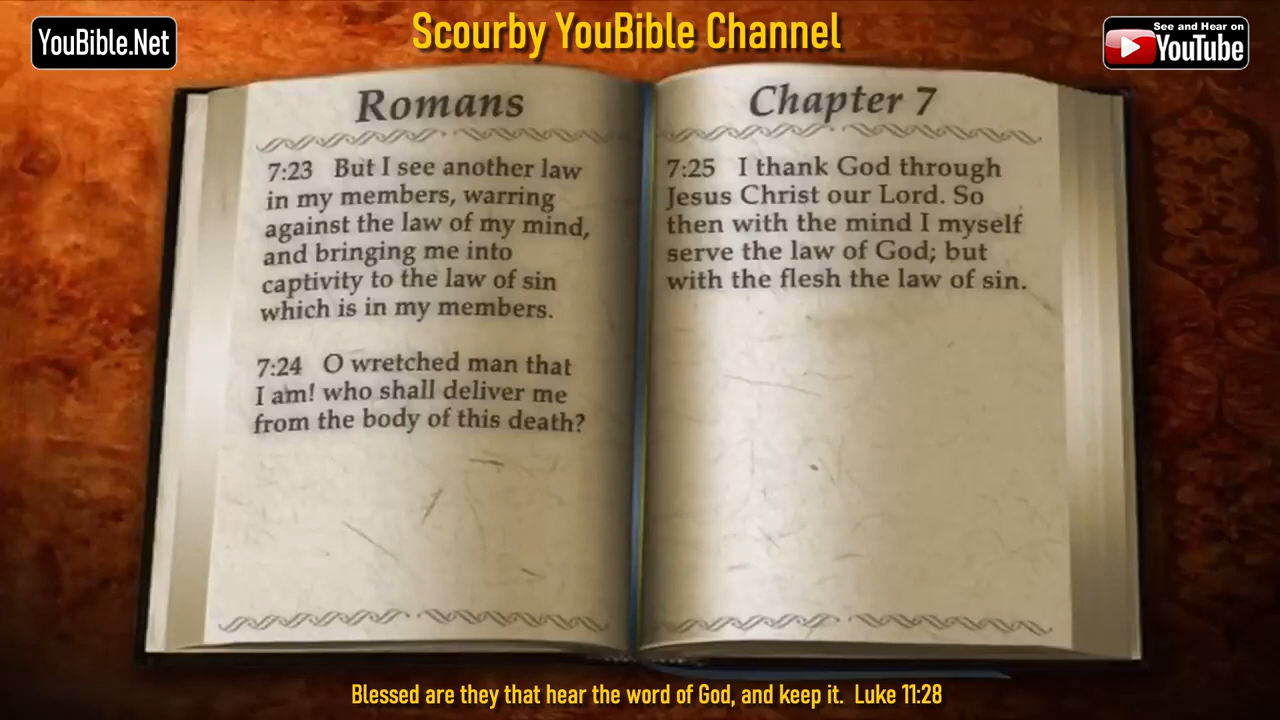 YouBible.Net
Scourby YouBible Channel
See and Hear on
YouTube
Romans
7:23 But I see another law
in my members, warring
against the law of my mind,
and bringing me into
captivity to the law of sin
which is in my members.
7:24 O wretched man that
I am! who shall deliver me
from the body of this death?
Chapter 7
7:25 I thank God through
Jesus Christ our Lord. So
then with the mind I myself
serve the law of God; but
with the flesh the law of sin.
Blessed are they that hear the word of God, and keep it. Luke 11:28